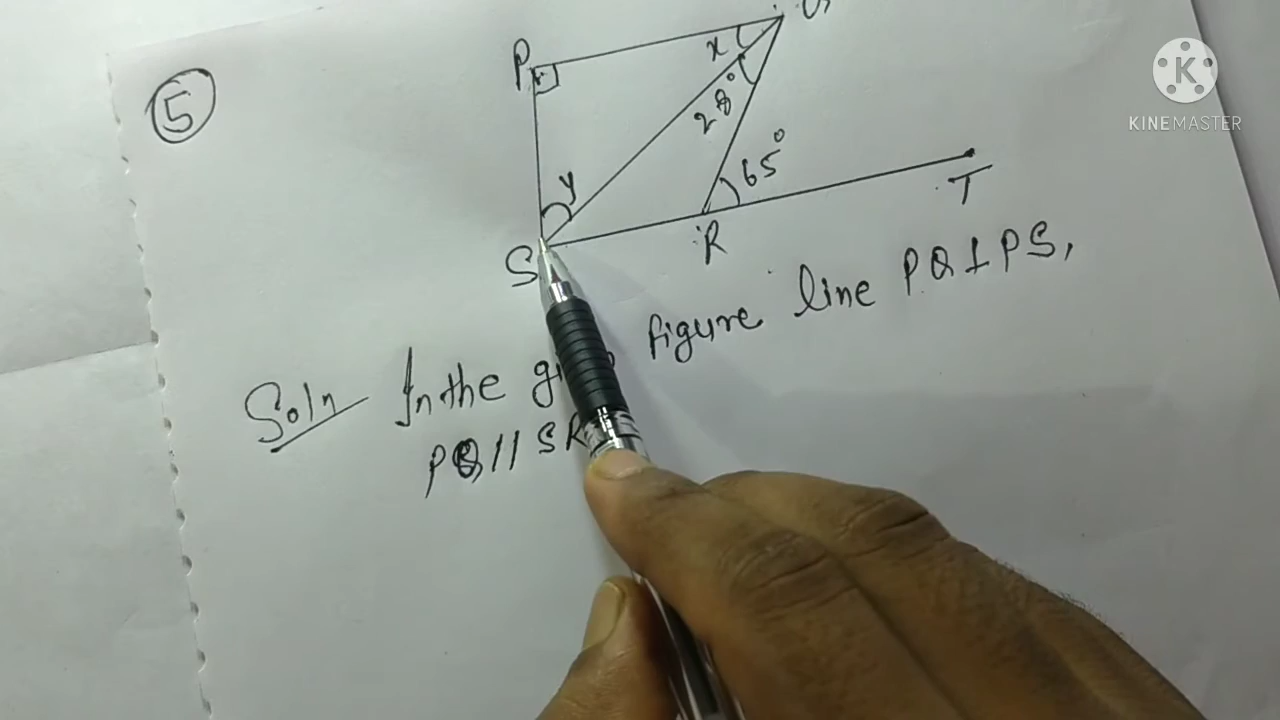 5
P
x
28°
y
65°
S
R
T
Soln In the figure line PQ ⊥ PS,
PQ // SR
K
KINEMASTER